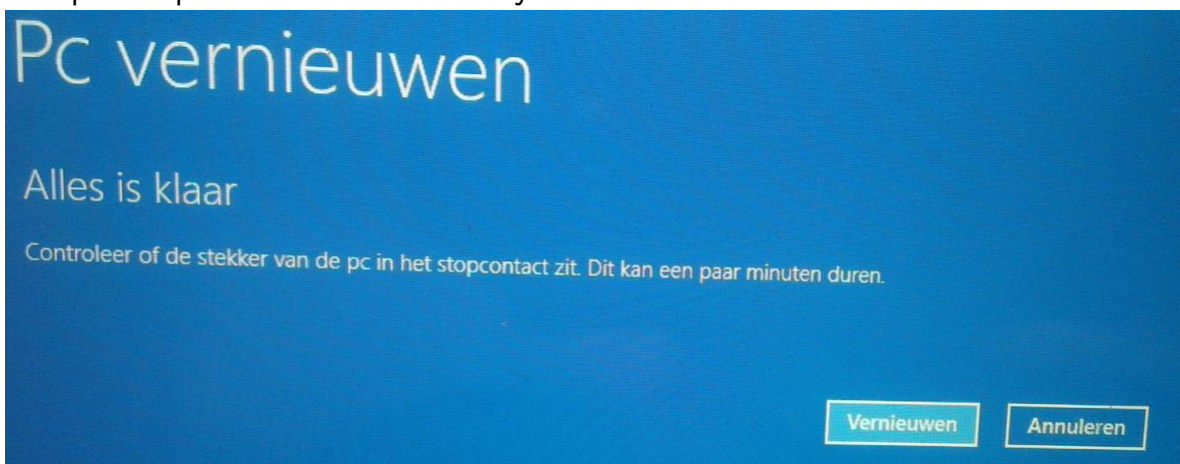 Pc vernieuwen
Alles is klaar
Controleer of de stekker van de pc in het stopcontact zit. Dit kan een paar minuten duren.
Vernieuwen
Annuleren